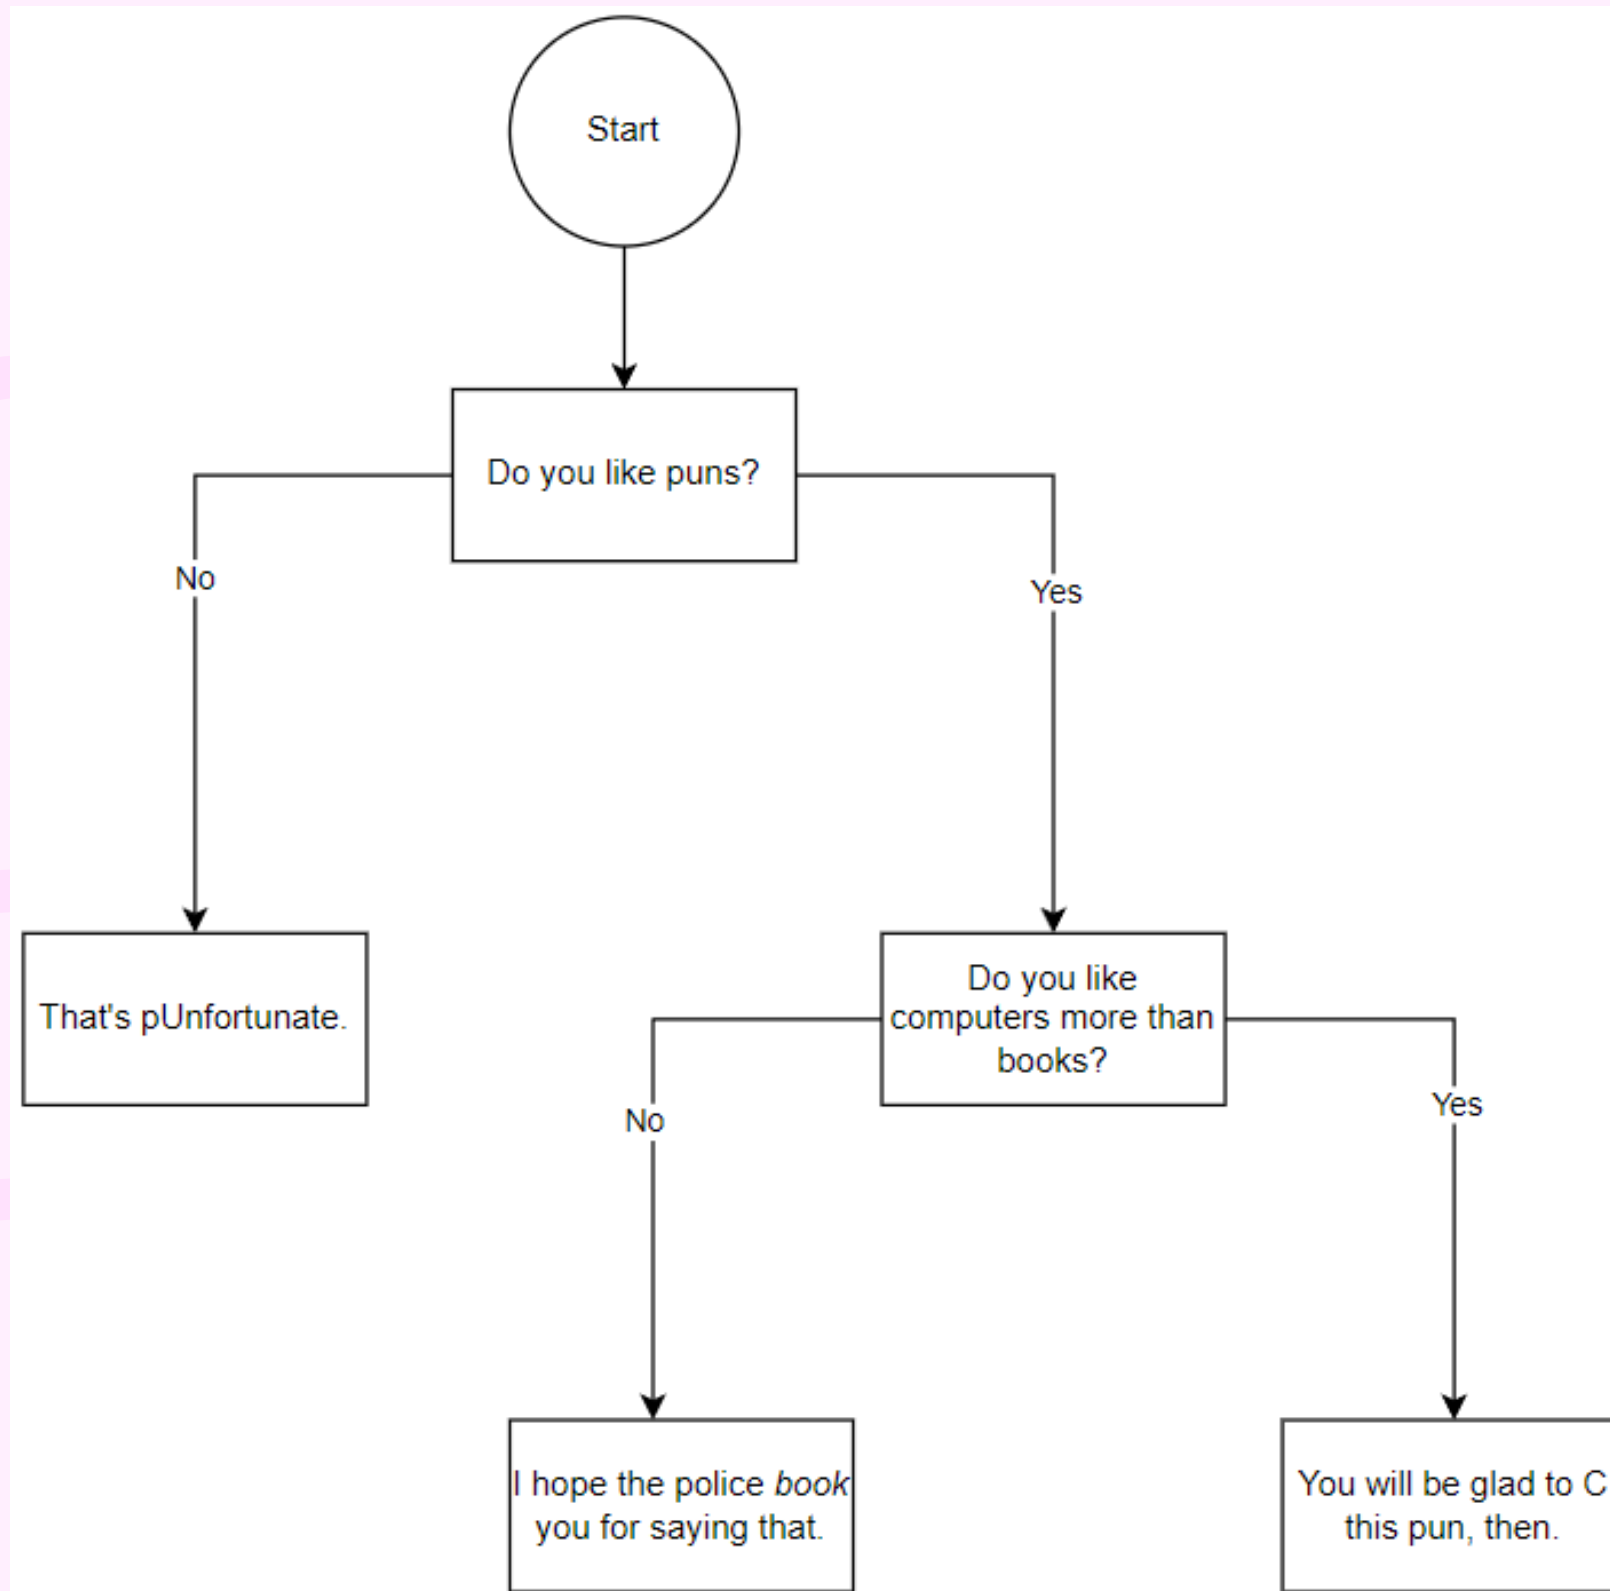 Start
Do you like puns?
No
Yes
That's pUnfortunate.
Do you like
computers more than
books?
No
Yes
I hope the police book
you for saying that.
You will be glad to C
this pun, then.